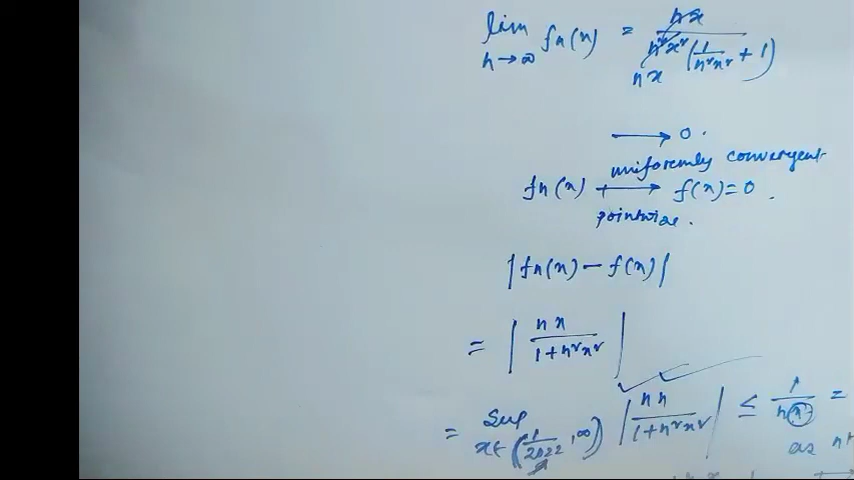 lim n→∞ fn(x) = nx / n²x²(1/n²x² + 1)
nx
→ 0.
uniformly convergent
fn(x) → f(x)=0.
pointwise.
|fn(x) − f(x)|
= | nx / 1+n²x² |
= Sup x∈(1/2022, ∞) | nx / 1+n²x² | ≤ 1/nx =
as n